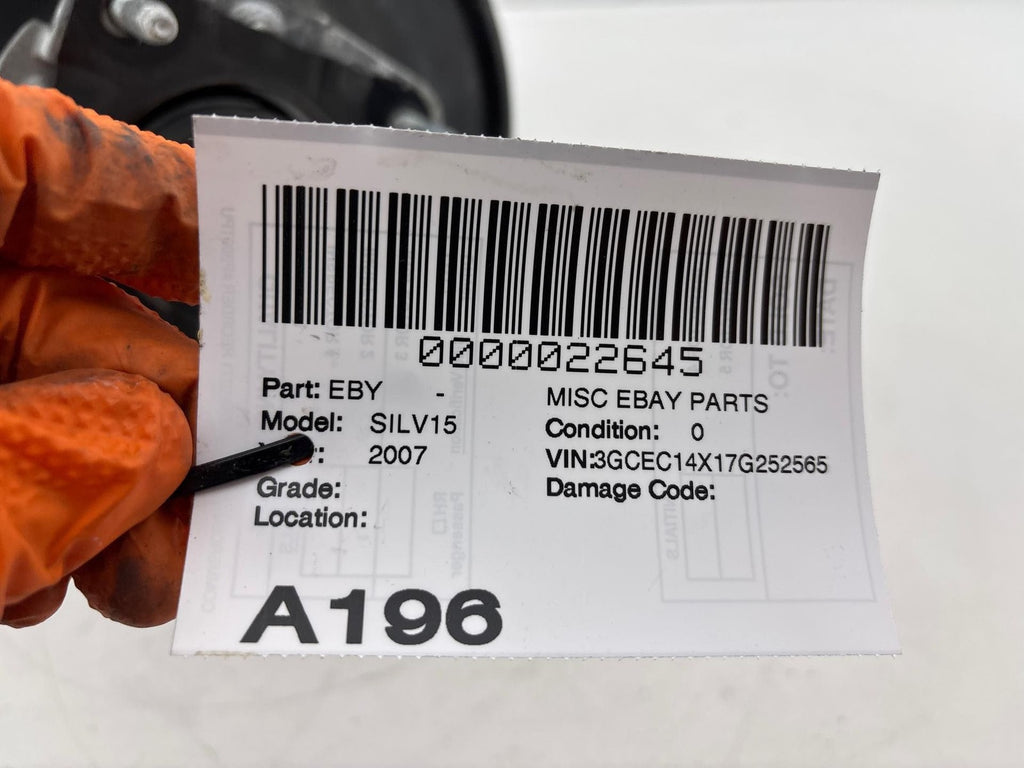 0000022645
Part: EBY - MISC EBAY PARTS
Model: SILV15 Condition: 0
2007 VIN:3GCEC14X17G252565
Grade: Damage Code:
Location:
A196